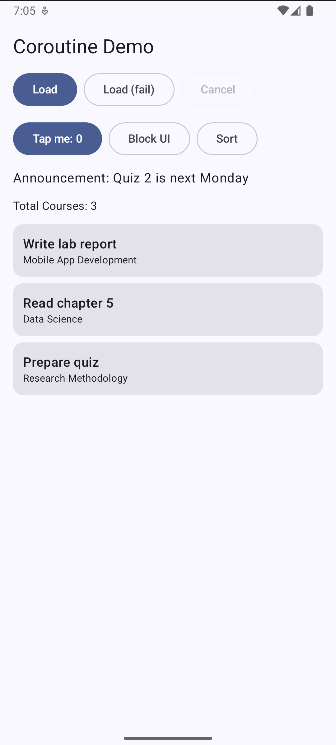 7:05
Coroutine Demo
Load
Load (fail)
Cancel
Tap me: 0
Block UI
Sort
Announcement: Quiz 2 is next Monday
Total Courses: 3
Write lab report
Mobile App Development
Read chapter 5
Data Science
Prepare quiz
Research Methodology